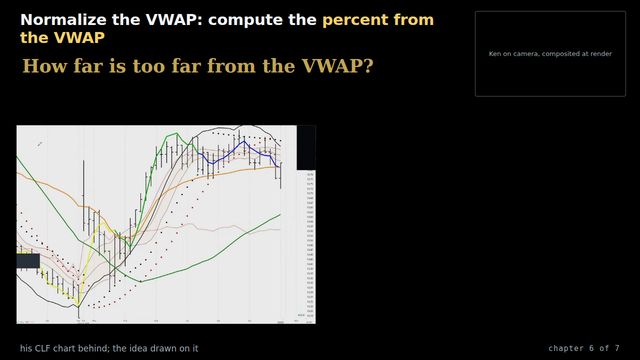 Normalize the VWAP: compute the percent from
the VWAP
How far is too far from the VWAP?
Ken on camera, composited at render
his CLF chart behind; the idea drawn on it
chapter 6 of 7